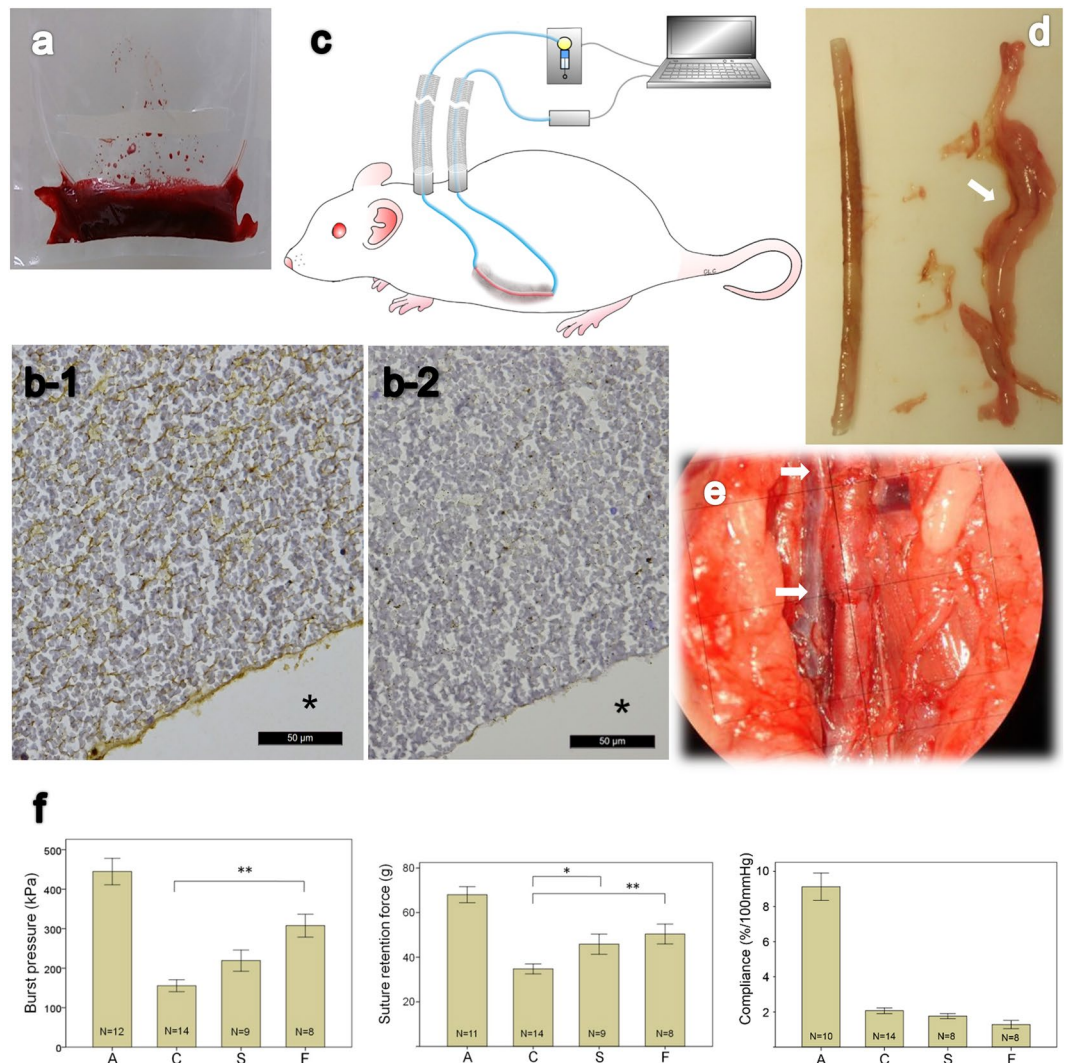 a
c
d
GLC
b-1
b-2
e
*
50 µm
*
50 µm
f
Burst pressure (kPa)
500
400
300
200
100
0
**
N=12
N=14
N=9
N=8
A
C
S
F
Suture retention force (g)
80
60
40
20
*
**
N=11
N=14
N=9
N=8
A
C
S
F
Compliance (%/100mmHg)
10
8
6
4
2
N=10
N=14
N=8
N=8
A
C
S
F